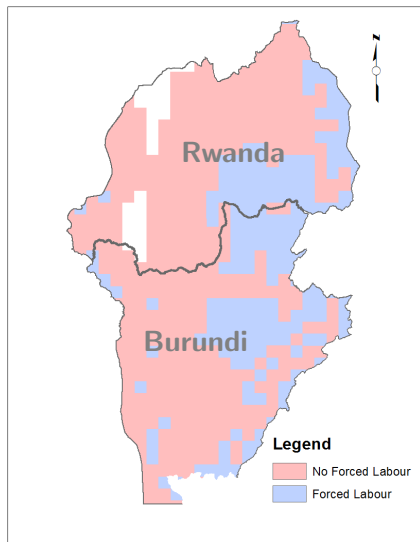 N
Rwanda
Burundi
Legend
No Forced Labour
Forced Labour